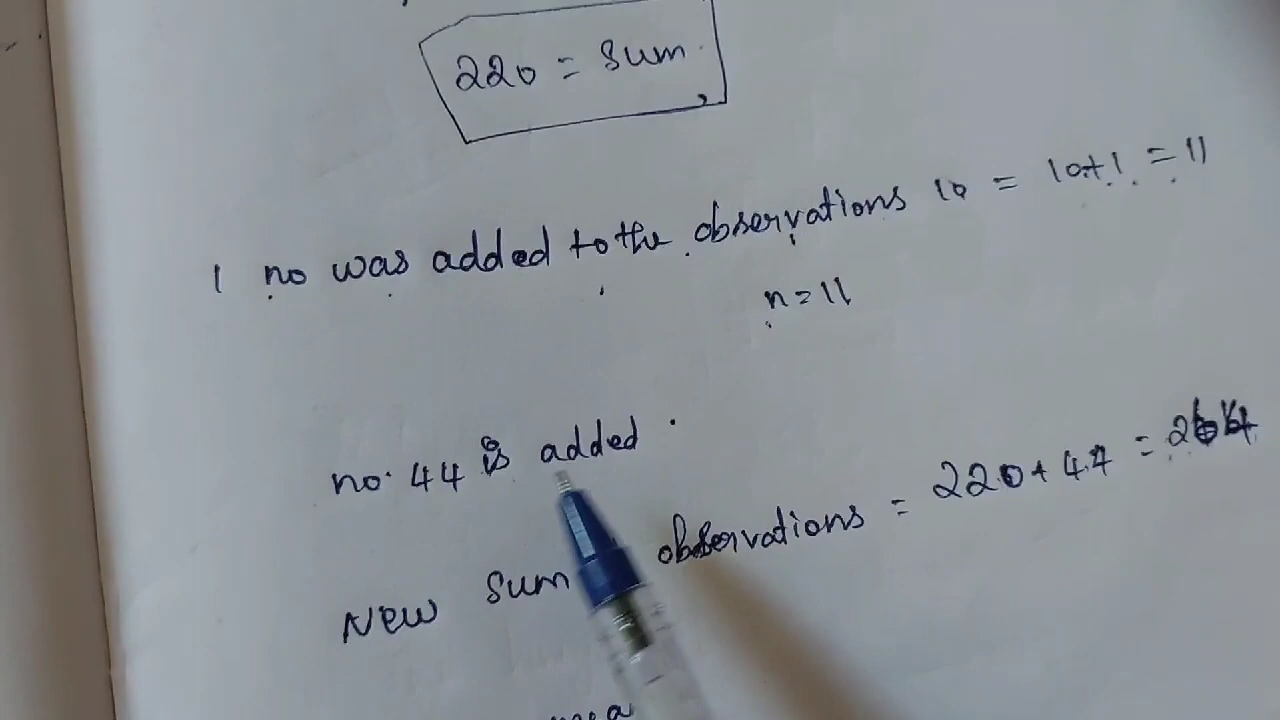 220 = Sum
1 no was added to the observations 10 = 10+1 = 11
n = 11
no. 44 is added.
New Sum observations = 220 + 44 = 264